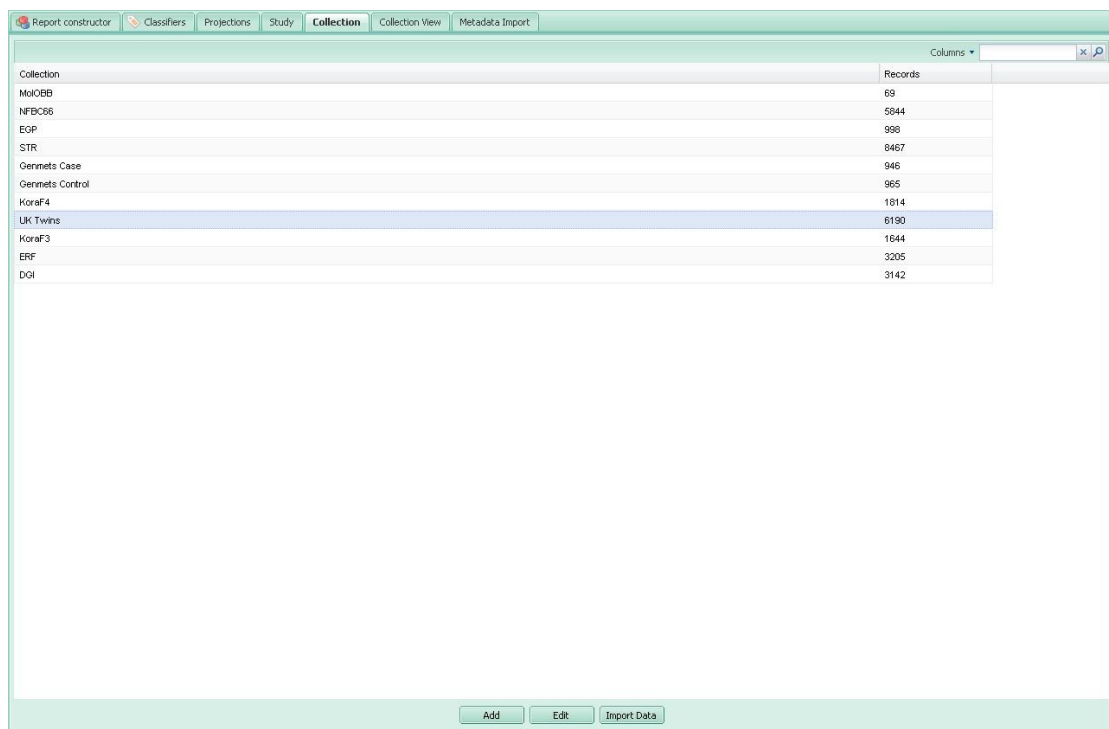 Report constructor Classifiers Projections Study Collection Collection View Metadata Import
Columns
Collection Records
MolOBB 69
NFBC66 5844
EGP 998
STR 8467
Genmets Case 946
Genmets Control 965
KoraF4 1814
UK Twins 6190
KoraF3 1644
ERF 3205
DGI 3142
Add Edit Import Data